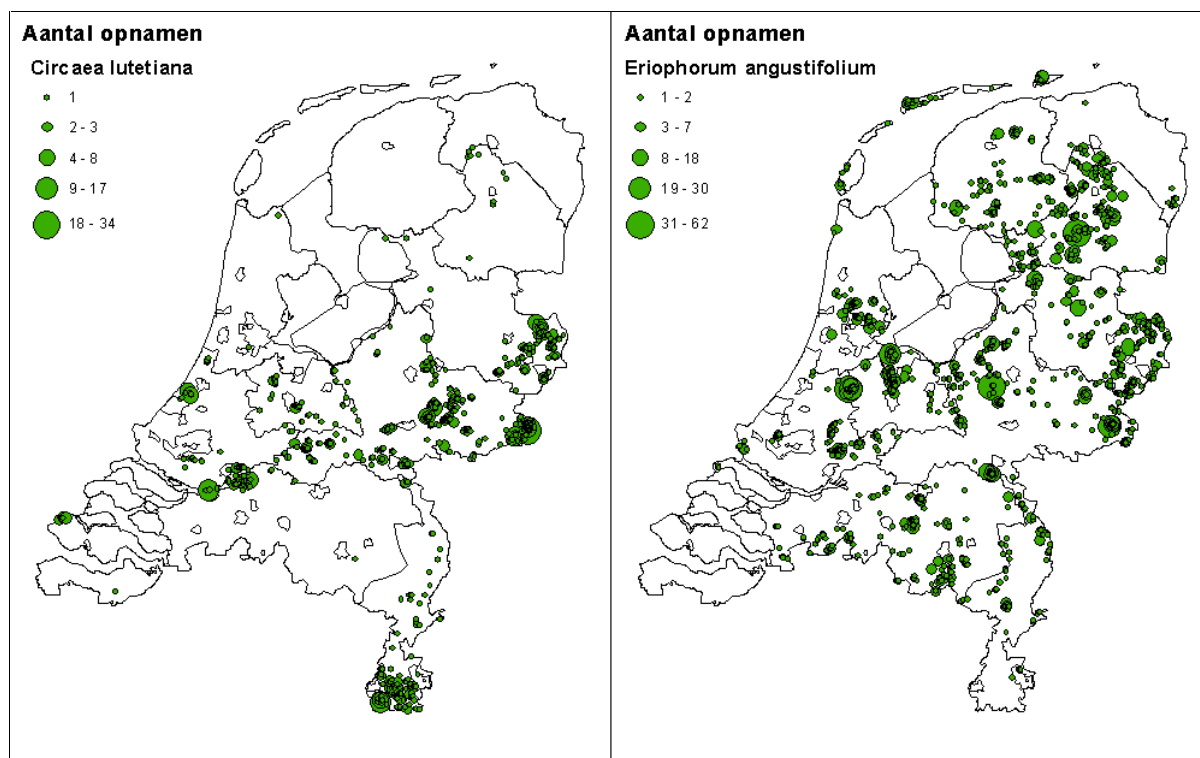 Aantal opnamen
Circaea lutetiana
1
2 - 3
4 - 8
9 - 17
18 - 34
Aantal opnamen
Eriophorum angustifolium
1 - 2
3 - 7
8 - 18
19 - 30
31 - 62